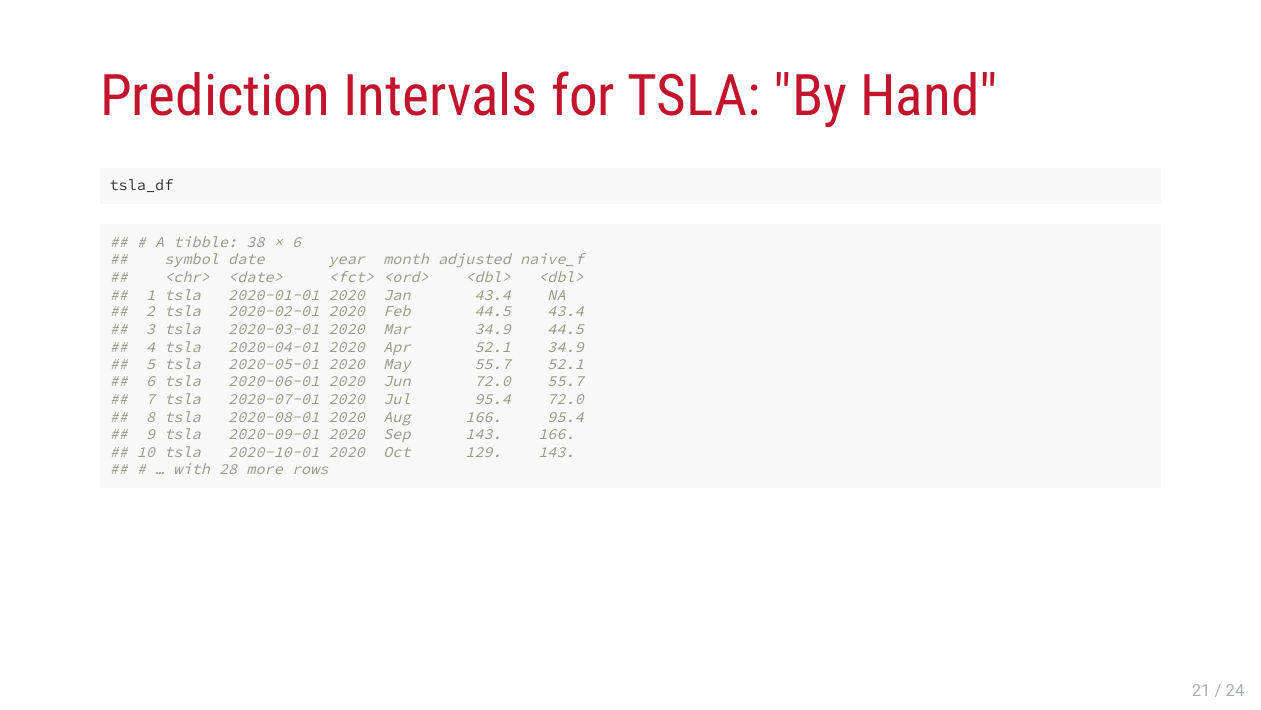 Prediction Intervals for TSLA: "By Hand"
tsla_df
## # A tibble: 38 × 6
##    symbol date       year  month adjusted naive_f
##    <chr>  <date>     <fct> <ord>    <dbl>   <dbl>
##  1 tsla   2020-01-01 2020  Jan       43.4    NA
##  2 tsla   2020-02-01 2020  Feb       44.5    43.4
##  3 tsla   2020-03-01 2020  Mar       34.9    44.5
##  4 tsla   2020-04-01 2020  Apr       52.1    34.9
##  5 tsla   2020-05-01 2020  May       55.7    52.1
##  6 tsla   2020-06-01 2020  Jun       72.0    55.7
##  7 tsla   2020-07-01 2020  Jul       95.4    72.0
##  8 tsla   2020-08-01 2020  Aug      166.     95.4
##  9 tsla   2020-09-01 2020  Sep      143.    166.
## 10 tsla   2020-10-01 2020  Oct      129.    143.
## # … with 28 more rows
21 / 24